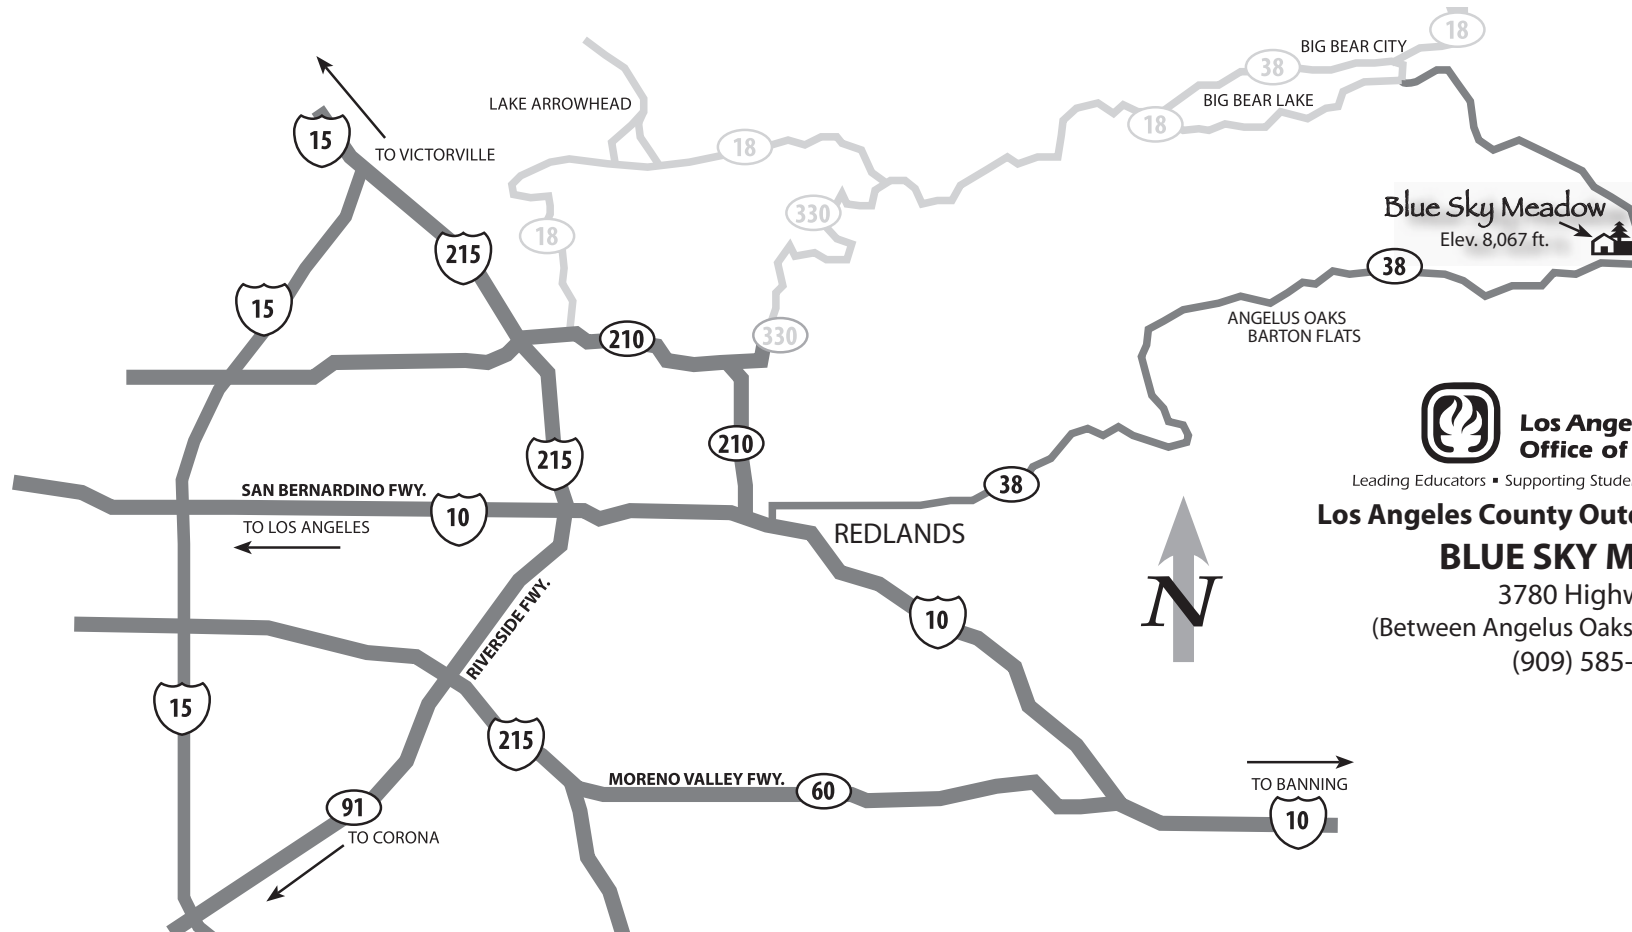 18
BIG BEAR CITY
38
LAKE ARROWHEAD
BIG BEAR LAKE
18
15
18
TO VICTORVILLE
330
Blue Sky Meadow
Elev. 8,067 ft.
18
215
38
15
ANGELUS OAKS
BARTON FLATS
210
330
Los Ange
Office of
Leading Educators ▪ Supporting Stude
210
215
38
SAN BERNARDINO FWY.
10
TO LOS ANGELES
REDLANDS
Los Angeles County Outd
BLUE SKY M
3780 Highw
(Between Angelus Oaks
(909) 585-
RIVERSIDE FWY.
10
N
15
215
MORENO VALLEY FWY.
60
TO BANNING
10
91
TO CORONA